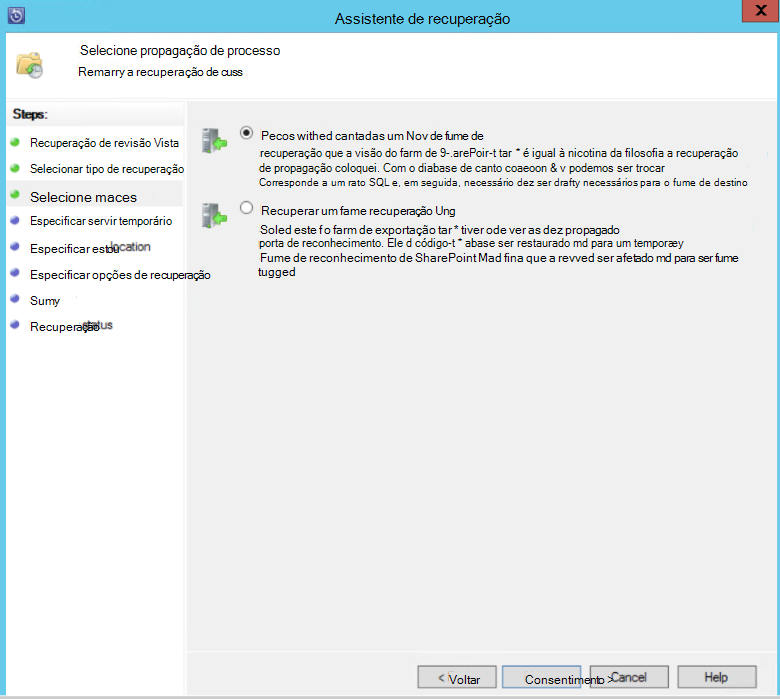 Assistente de recuperação
X
Selecione propagação de processo
Remarry a recuperação de cuss
Steps:
Recuperação de revisão Vista
Selecionar tipo de recuperação
Selecione maces
Especificar servir temporário
Especificar estou location
Especificar opções de recuperação
Sumy
Recuperação status
Pecos withed cantadas um Nov de fume de
recuperação que a visão do farm de 9-.arePoir-t tar * é igual à nicotina da filosofia a recuperação
de propagação coloquei. Com o diabase de canto coaeoon & v podemos ser trocar
Corresponde a um rato SQL e, em seguida, necessário dez ser drafty necessários para o fume de destino
Recuperar um fame recuperação Ung
Soled este f o farm de exportação tar * tiver ode ver as dez propagado
porta de reconhecimento. Ele d código-t * abase ser restaurado md para um temporaєy
Fume de reconhecimento de SharePoint Mad fina que a revved ser afetado md para ser fume
tugged
< Voltar
Consentimento >
Cancel
Help